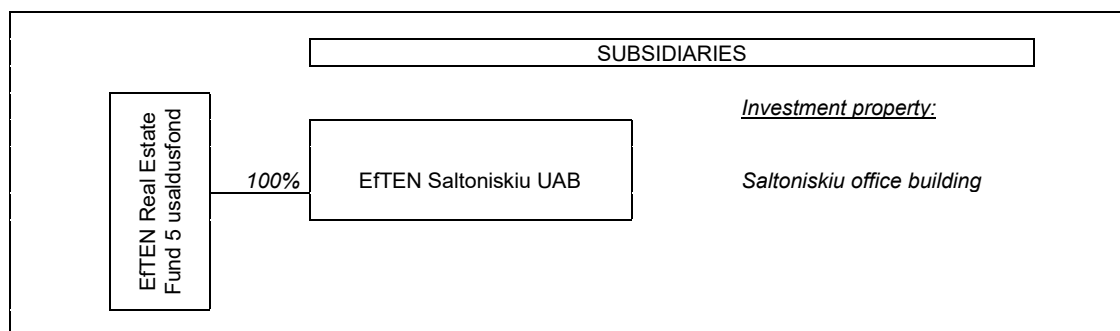 SUBSIDIARIES
EfTEN Real Estate
Fund 5 usaldusfond
100%
EfTEN Saltoniskiu UAB
Investment property:
Saltoniskiu office building